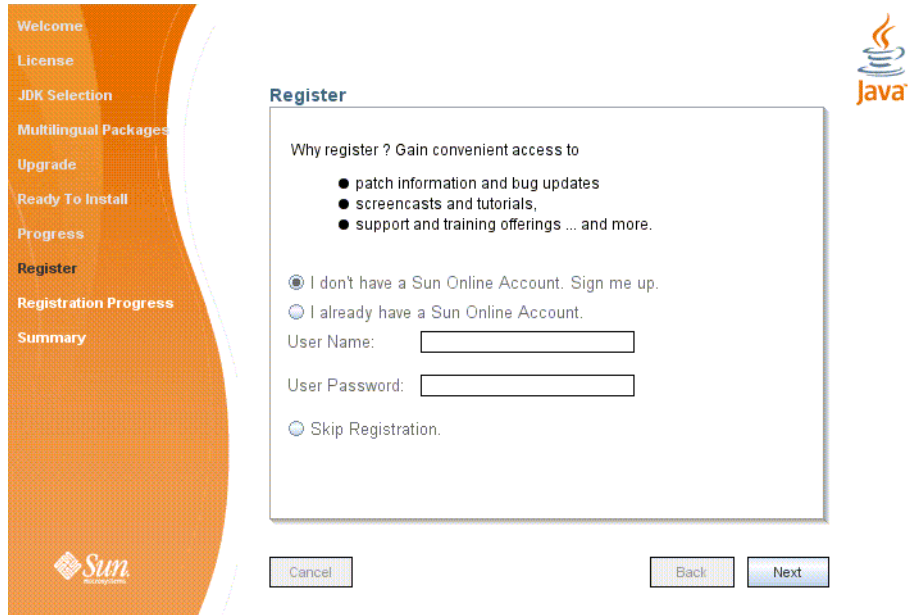 Welcome
License
JDK Selection
Multilingual Packages
Upgrade
Ready To Install
Progress
Register
Registration Progress
Summary
Sun
microsystems
Java
Register
Why register ? Gain convenient access to
● patch information and bug updates
● screencasts and tutorials,
● support and training offerings ... and more.
I don't have a Sun Online Account. Sign me up.
I already have a Sun Online Account.
User Name:
User Password:
Skip Registration.
Cancel
Back
Next